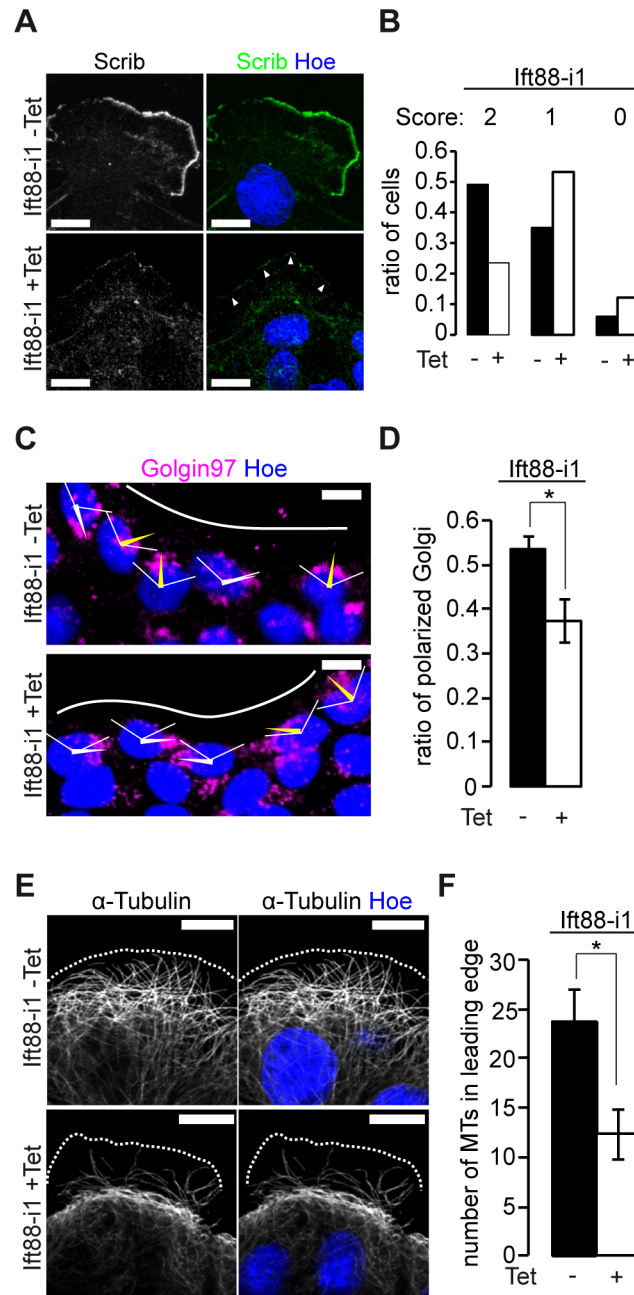 A
Scrib
Scrib Hoe
Ift88-i1 -Tet
Ift88-i1 +Tet
B
Ift88-i1
Score: 2 1 0
0.6
0.5
0.4
0.3
0.2
0.1
0
ratio of cells
Tet - + - + - +
C
Golgin97 Hoe
Ift88-i1 -Tet
Ift88-i1 +Tet
D
Ift88-i1
*
0.6
0.5
0.4
0.3
0.2
0.1
0
ratio of polarized Golgi
Tet - +
E
α-Tubulin
α-Tubulin Hoe
Ift88-i1 -Tet
Ift88-i1 +Tet
F
Ift88-i1
*
30
25
20
15
10
5
0
number of MTs in leading edge
Tet - +